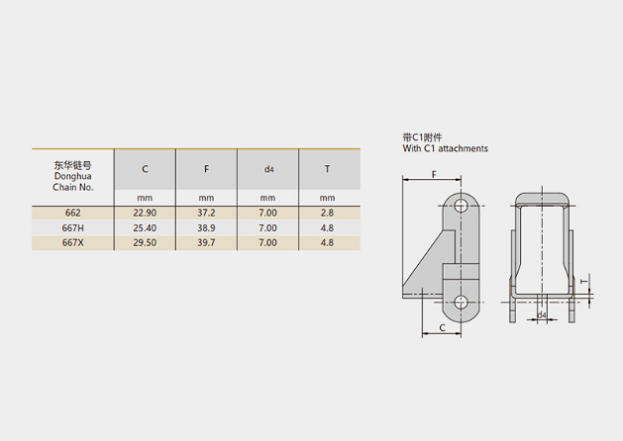 东华链号
Donghua
Chain No.
C F d4 T
mm mm mm mm
662 22.90 37.2 7.00 2.8
667H 25.40 38.9 7.00 4.8
667X 29.50 39.7 7.00 4.8
带C1附件
With C1 attachments
F
T
d4
C